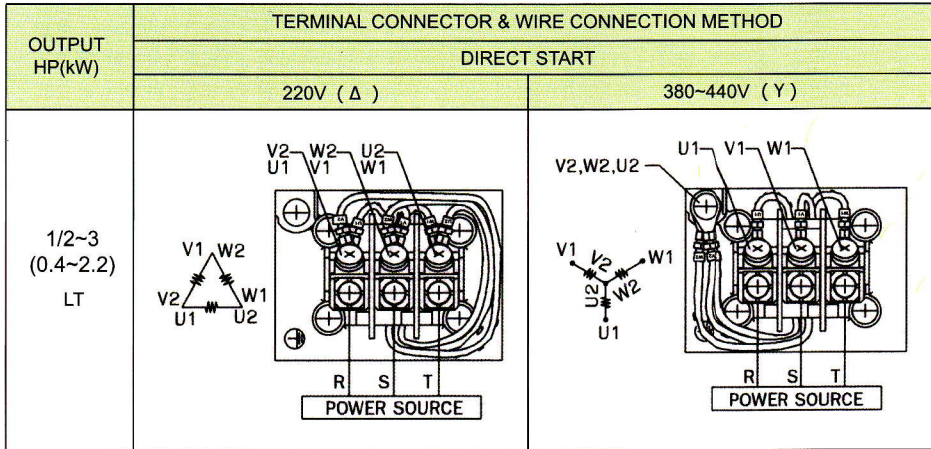 OUTPUT
HP(kW)
TERMINAL CONNECTOR & WIRE CONNECTION METHOD
DIRECT START
220V ( Δ )
380~440V ( Y )
1/2~3
(0.4~2.2)
LT
V1 W2
V2 W1
U1 U2
V2 W2 U2
U1 V1 W1
R S T
POWER SOURCE
V1 V2 W1
U2 W2
U1
V2,W2,U2 U1 V1 W1
R S T
POWER SOURCE